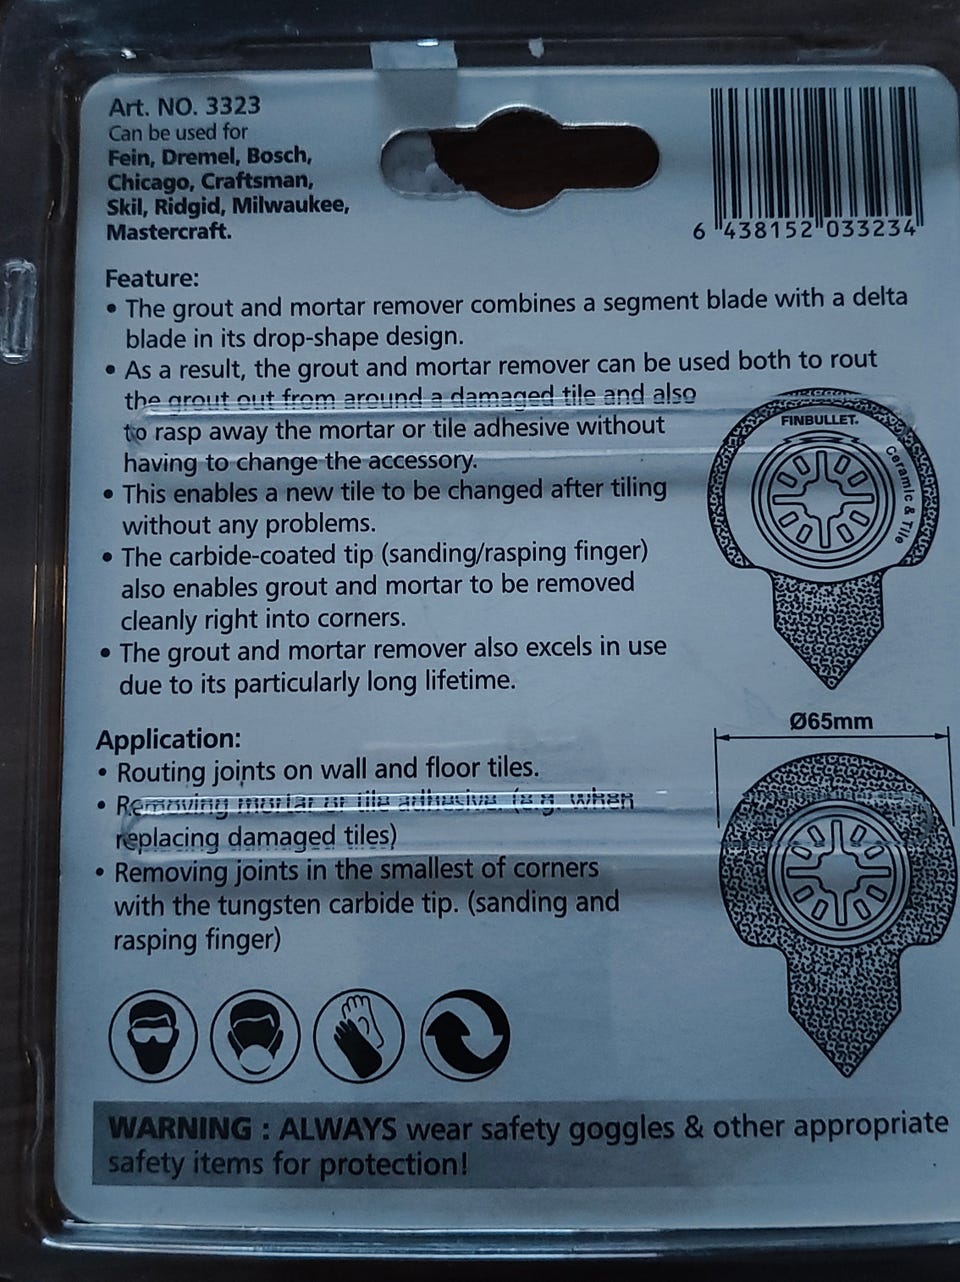 Art. NO. 3323
Can be used for
Fein, Dremel, Bosch,
Chicago, Craftsman,
Skil, Ridgid, Milwaukee,
Mastercraft.
6 438152 033234
Feature:
• The grout and mortar remover combines a segment blade with a delta
blade in its drop-shape design.
• As a result, the grout and mortar remover can be used both to rout
the grout out from around a damaged tile and also
to rasp away the mortar or tile adhesive without
having to change the accessory.
• This enables a new tile to be changed after tiling
without any problems.
• The carbide-coated tip (sanding/rasping finger)
also enables grout and mortar to be removed
cleanly right into corners.
• The grout and mortar remover also excels in use
due to its particularly long lifetime.
FINBULLET.
Ceramic & Tile
Ø65mm
Application:
• Routing joints on wall and floor tiles.
• Removing mortar or tile adhesive. (e.g. when
replacing damaged tiles)
• Removing joints in the smallest of corners
with the tungsten carbide tip. (sanding and
rasping finger)
WARNING : ALWAYS wear safety goggles & other appropriate
safety items for protection!